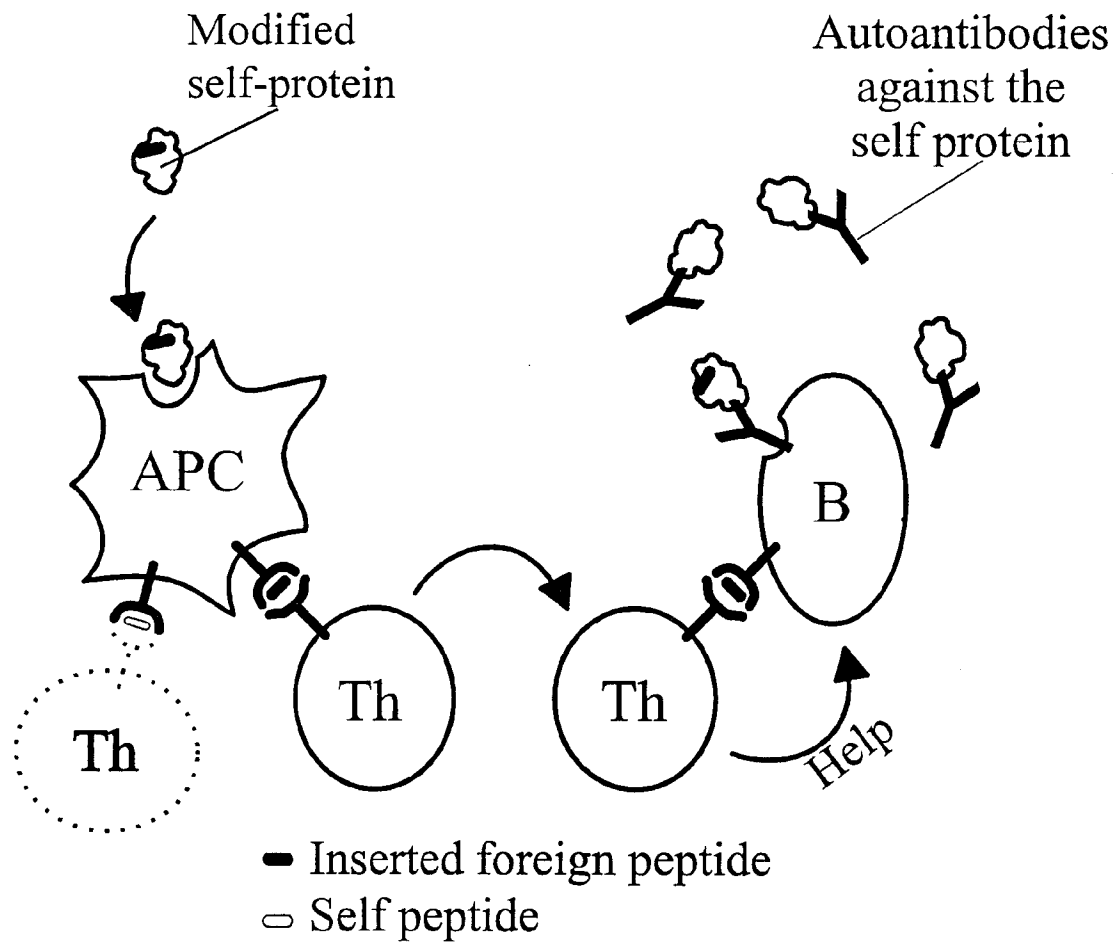 Modified
self-protein
Autoantibodies
against the
self protein
APC
B
Th
Th
Th
Help
Inserted foreign peptide
Self peptide